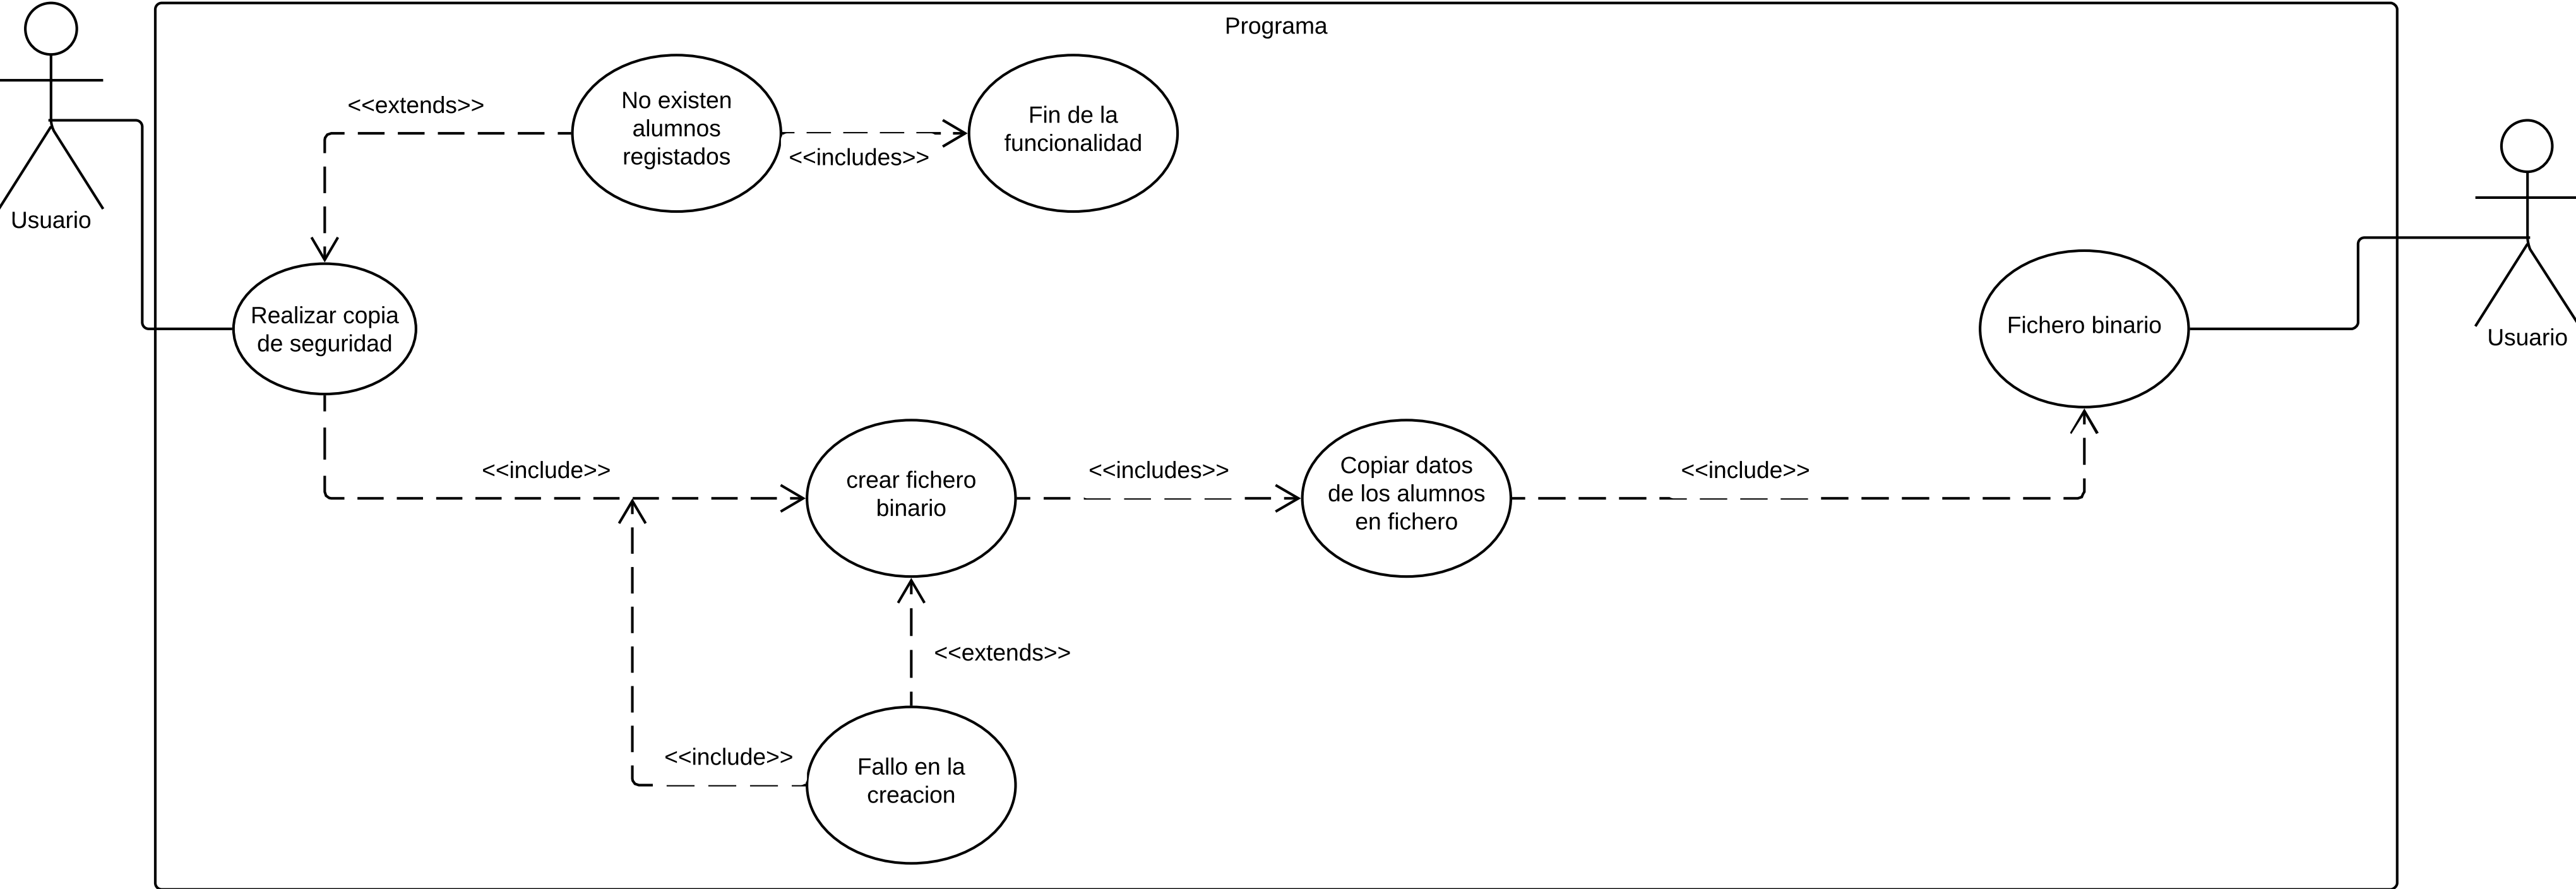 Programa
<<extends>>
No existen
alumnos
registados
<<includes>>
Fin de la
funcionalidad
Usuario
Usuario
Realizar copia
de seguridad
Fichero binario
<<include>>
crear fichero
binario
<<includes>>
Copiar datos
de los alumnos
en fichero
<<include>>
<<extends>>
<<include>>
Fallo en la
creacion